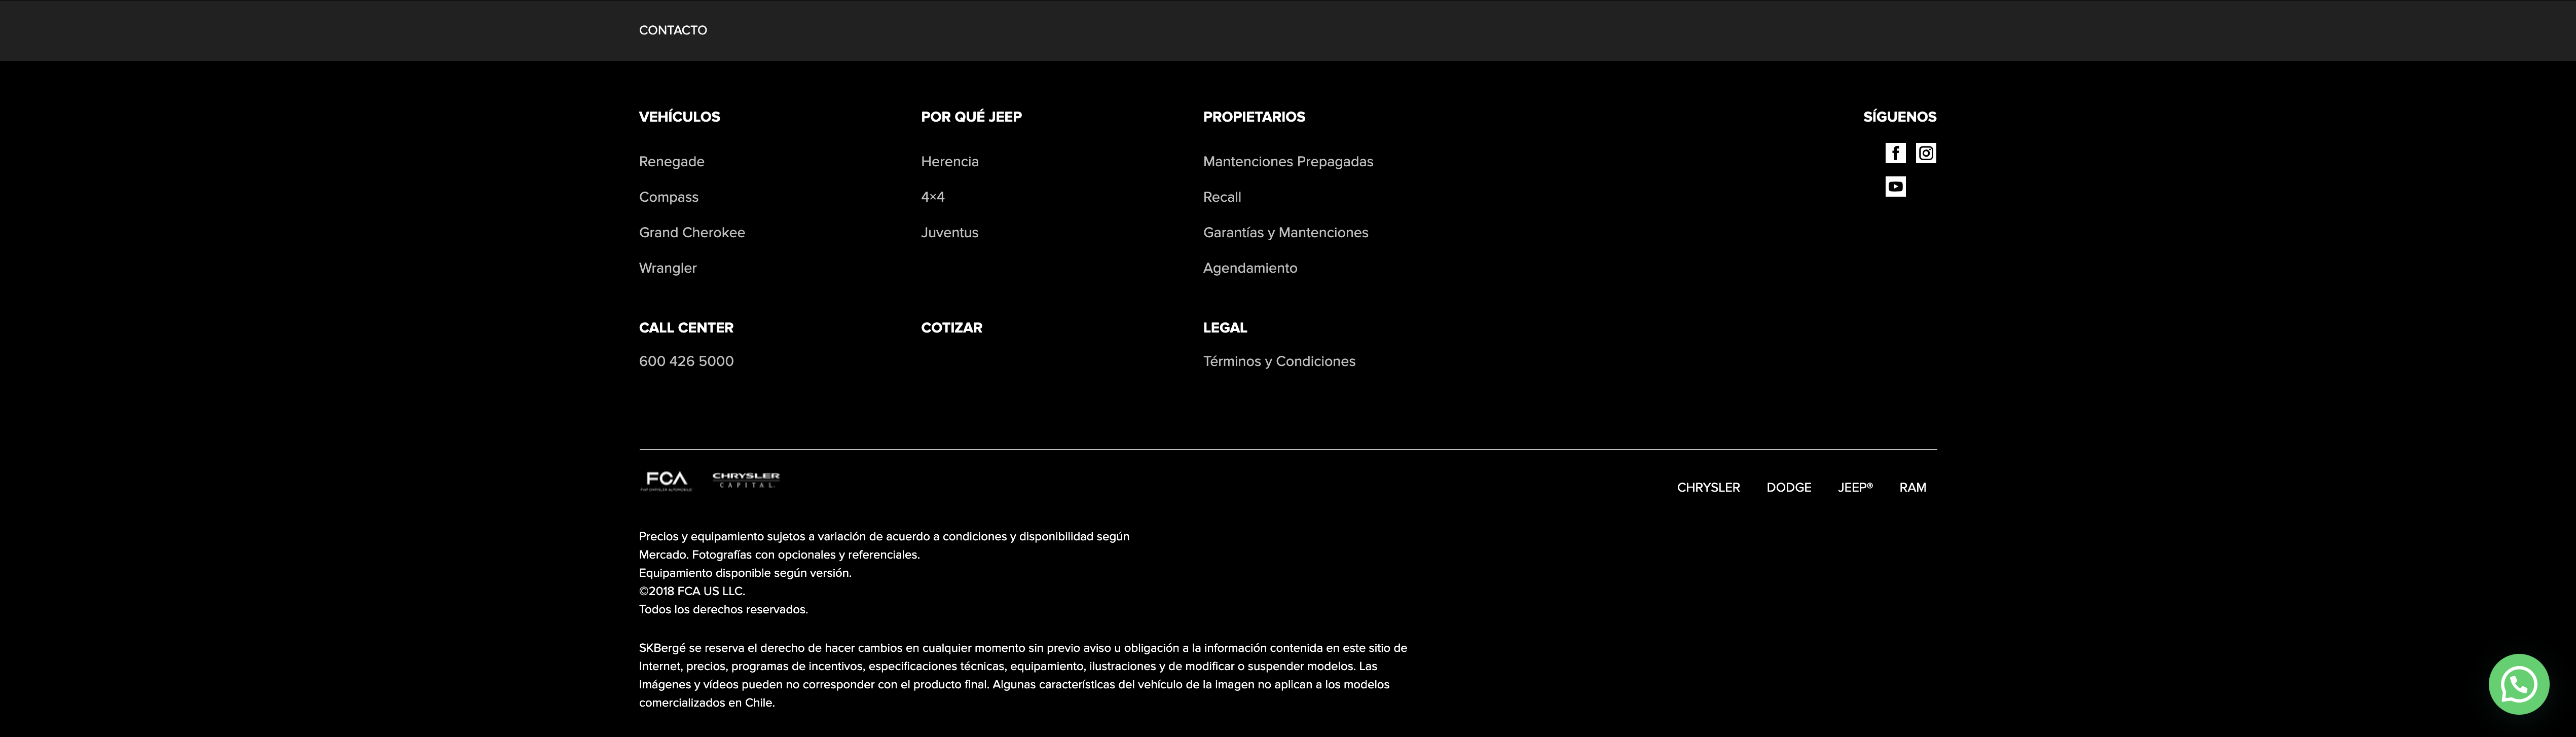 CONTACTO
VEHÍCULOS
Renegade
Compass
Grand Cherokee
Wrangler
POR QUÉ JEEP
Herencia
4×4
Juventus
PROPIETARIOS
Mantenciones Prepagadas
Recall
Garantías y Mantenciones
Agendamiento
SÍGUENOS
CALL CENTER
600 426 5000
COTIZAR
LEGAL
Términos y Condiciones
FCA
CHRYSLER
CAPITAL
CHRYSLER DODGE JEEP® RAM
Precios y equipamiento sujetos a variación de acuerdo a condiciones y disponibilidad según
Mercado. Fotografías con opcionales y referenciales.
Equipamiento disponible según versión.
©2018 FCA US LLC.
Todos los derechos reservados.
SKBergé se reserva el derecho de hacer cambios en cualquier momento sin previo aviso u obligación a la información contenida en este sitio de
Internet, precios, programas de incentivos, especificaciones técnicas, equipamiento, ilustraciones y de modificar o suspender modelos. Las
imágenes y vídeos pueden no corresponder con el producto final. Algunas características del vehículo de la imagen no aplican a los modelos
comercializados en Chile.